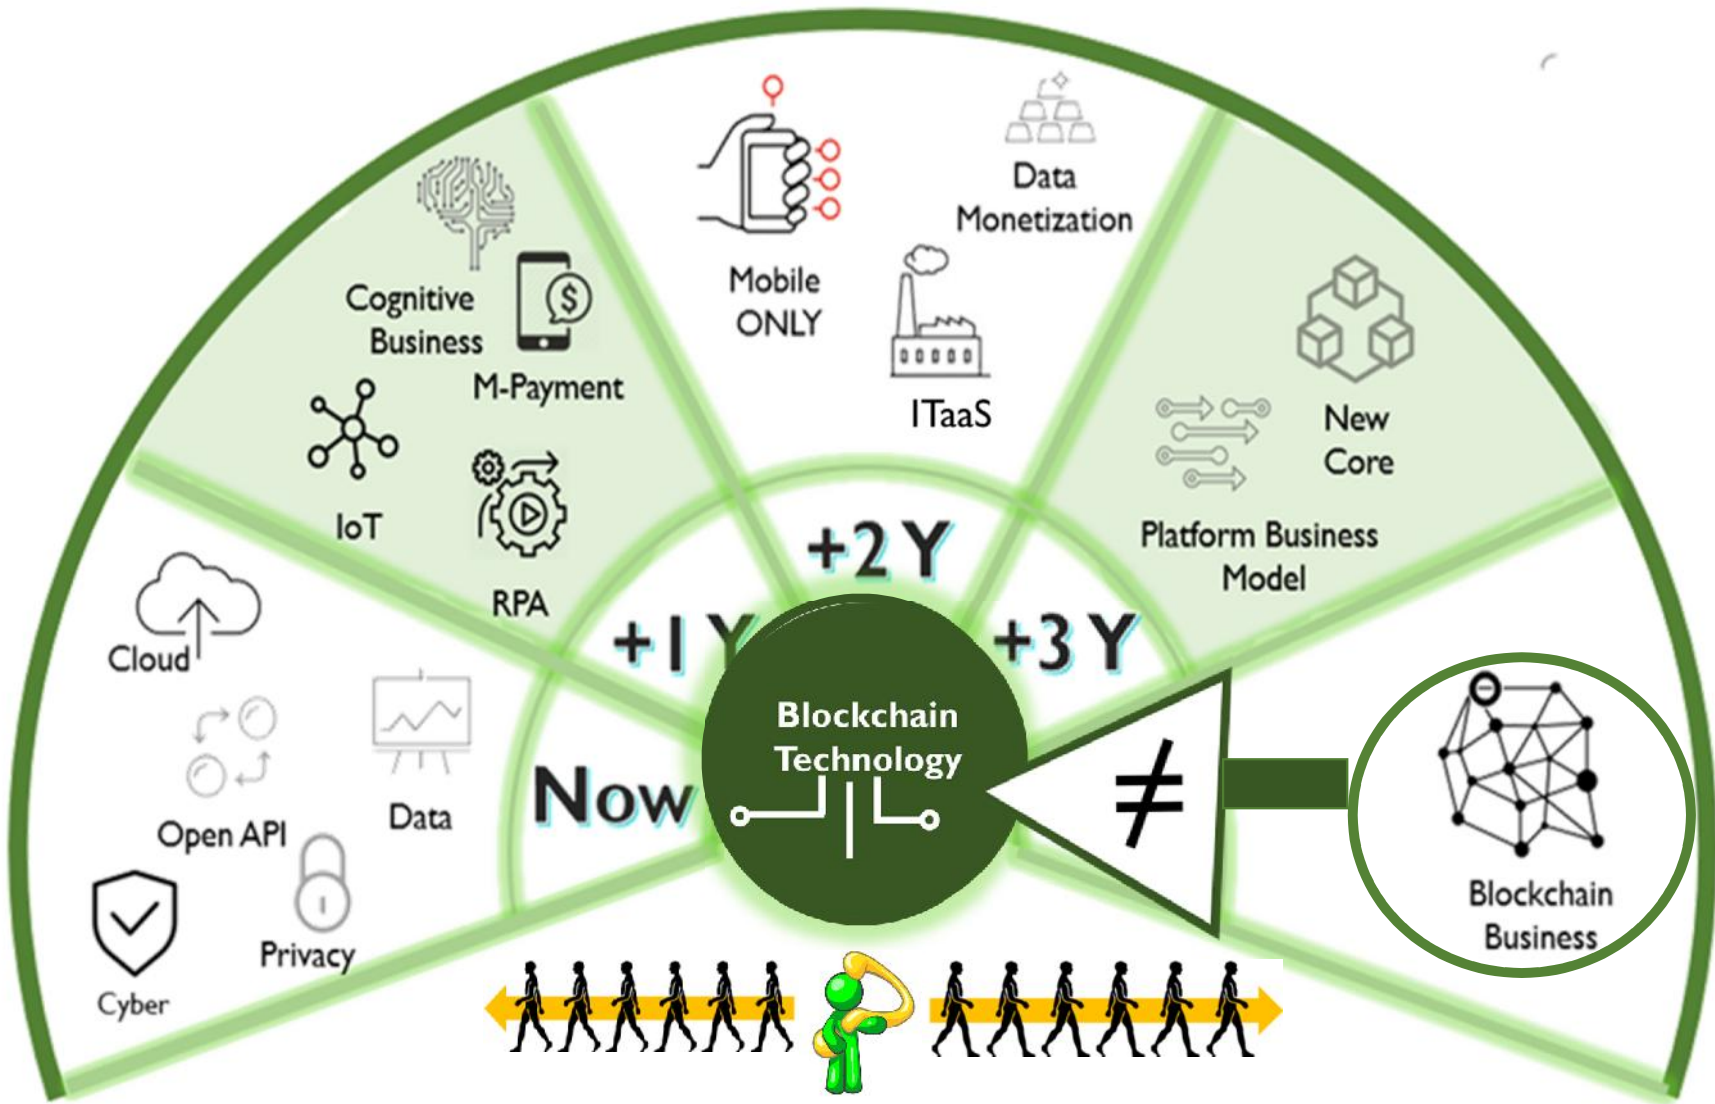 Cloud
Open API
Data
Privacy
Cyber
Now
Cognitive
Business
M-Payment
IoT
RPA
+1 Y
Mobile
ONLY
Data
Monetization
ITaaS
+2 Y
New
Core
Platform Business
Model
+3 Y
Blockchain
Technology
≠
Blockchain
Business